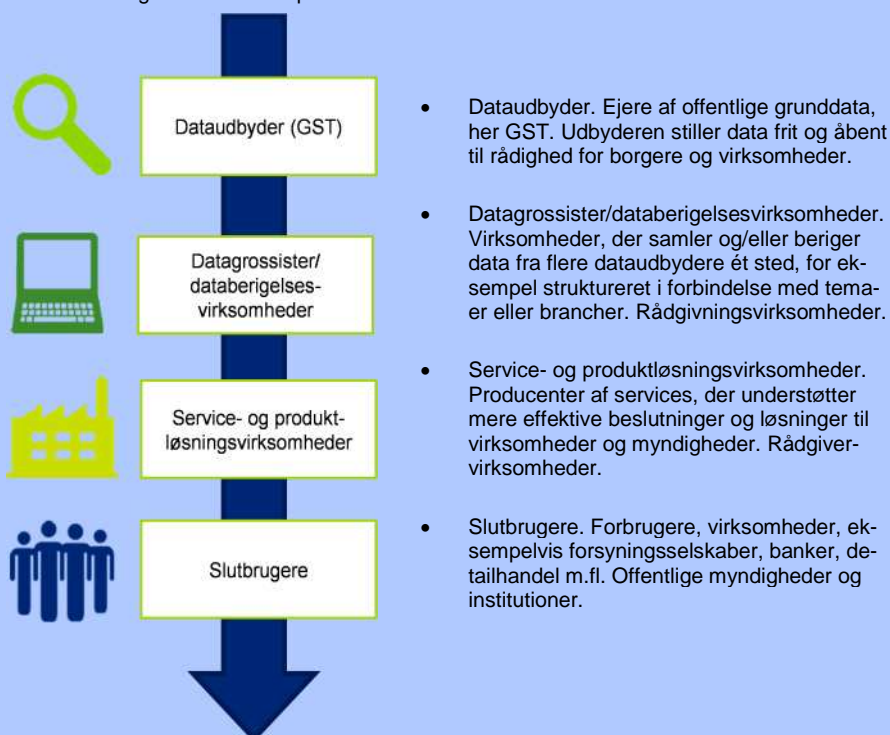 Dataudbyder (GST)
Datagrossister/
databerigelses-
virksomheder
Service- og produkt-
løsningsvirksomheder
Slutbrugere
• Dataudbyder. Ejere af offentlige grunddata,
her GST. Udbyderen stiller data frit og åbent
til rådighed for borgere og virksomheder.
• Datagrossister/databerigelsesvirksomheder.
Virksomheder, der samler og/eller beriger
data fra flere dataudbydere ét sted, for ek-
sempel struktureret i forbindelse med tema-
er eller brancher. Rådgivningsvirksomheder.
• Service- og produktløsningsvirksomheder.
Producenter af services, der understøtter
mere effektive beslutninger og løsninger til
virksomheder og myndigheder. Rådgiver-
virksomheder.
• Slutbrugere. Forbrugere, virksomheder, ek-
sempelvis forsyningsselskaber, banker, de-
tailhandel m.fl. Offentlige myndigheder og
institutioner.